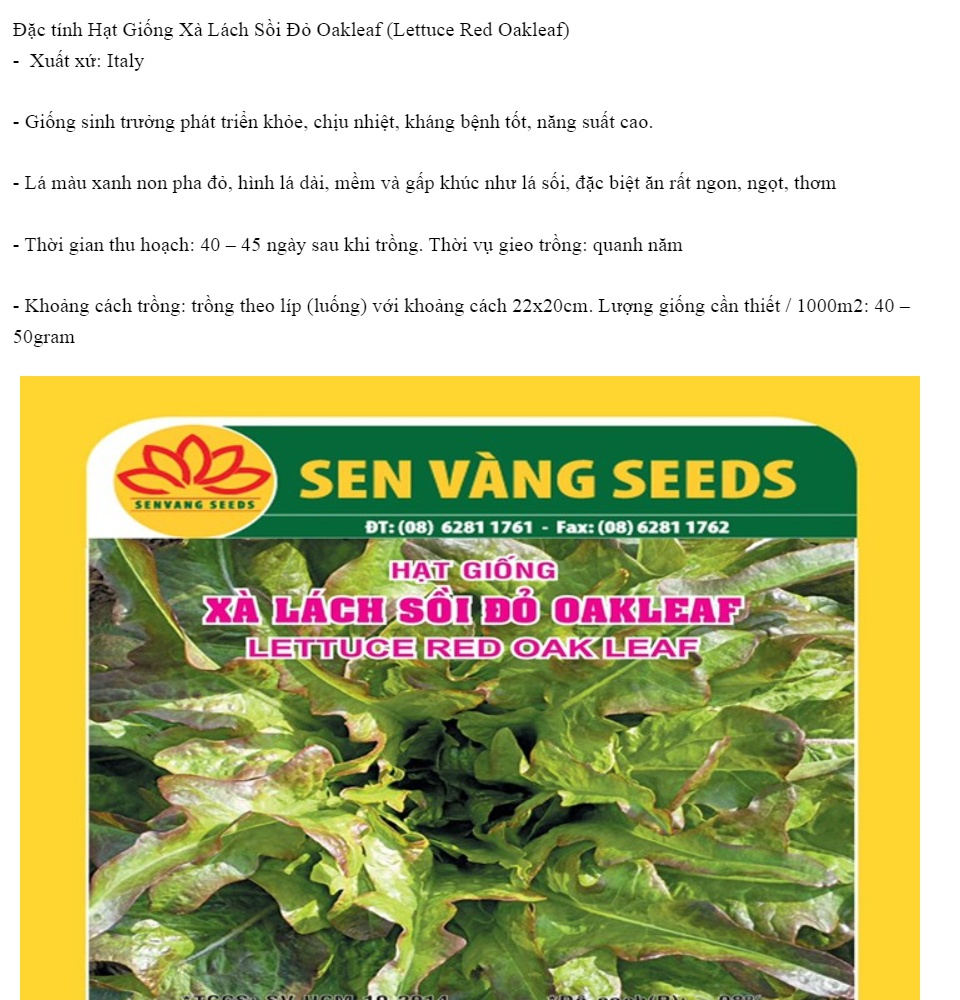 Đặc tính Hạt Giống Xà Lách Sồi Đỏ Oakleaf (Lettuce Red Oakleaf)
- Xuất xứ: Italy
- Giống sinh trưởng phát triển khỏe, chịu nhiệt, kháng bệnh tốt, năng suất cao.
- Lá màu xanh non pha đỏ, hình lá dài, mềm và gấp khúc như lá sối, đặc biệt ăn rất ngon, ngọt, thơm
- Thời gian thu hoạch: 40 – 45 ngày sau khi trồng. Thời vụ gieo trồng: quanh năm
- Khoảng cách trồng: trồng theo líp (luống) với khoảng cách 22x20cm. Lượng giống cần thiết / 1000m2: 40 –
50gram
SENVANG SEEDS
SEN VÀNG SEEDS
ĐT: (08) 6281 1761 - Fax: (08) 6281 1762
HẠT GIỐNG
XÀ LÁCH SỒI ĐỎ OAKLEAF
LETTUCE RED OAK LEAF